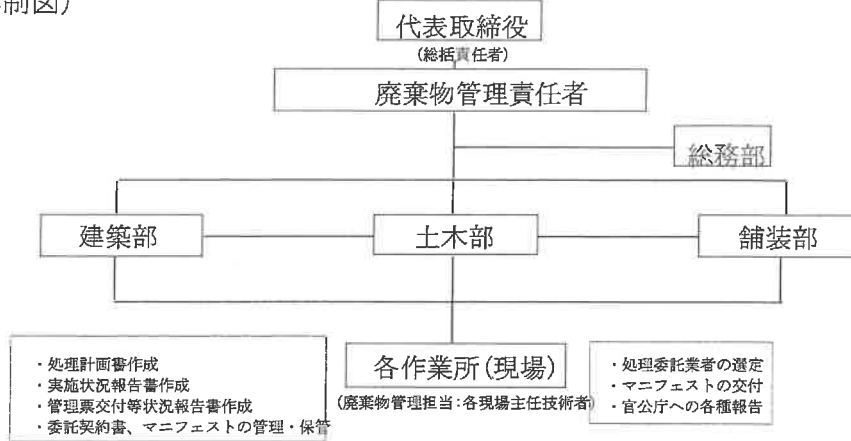 制図）
代表取締役
(総括責任者)
廃棄物管理責任者
総務部
建築部
土木部
舗装部
各作業所(現場)
(廃棄物管理担当:各現場主任技術者)
・処理計画書作成
・実施状況報告書作成
・管理票交付等状況報告書作成
・委託契約書、マニフェストの管理・保管
・処理委託業者の選定
・マニフェストの交付
・官公庁への各種報告